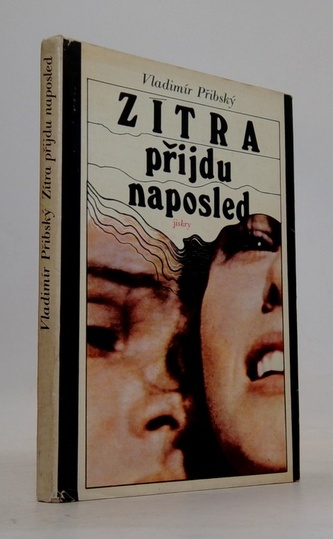 Vladimír Přibský
ZITRA
přijdu
naposled
jiskry
Vladimír Přibský Zítra přijdu naposled